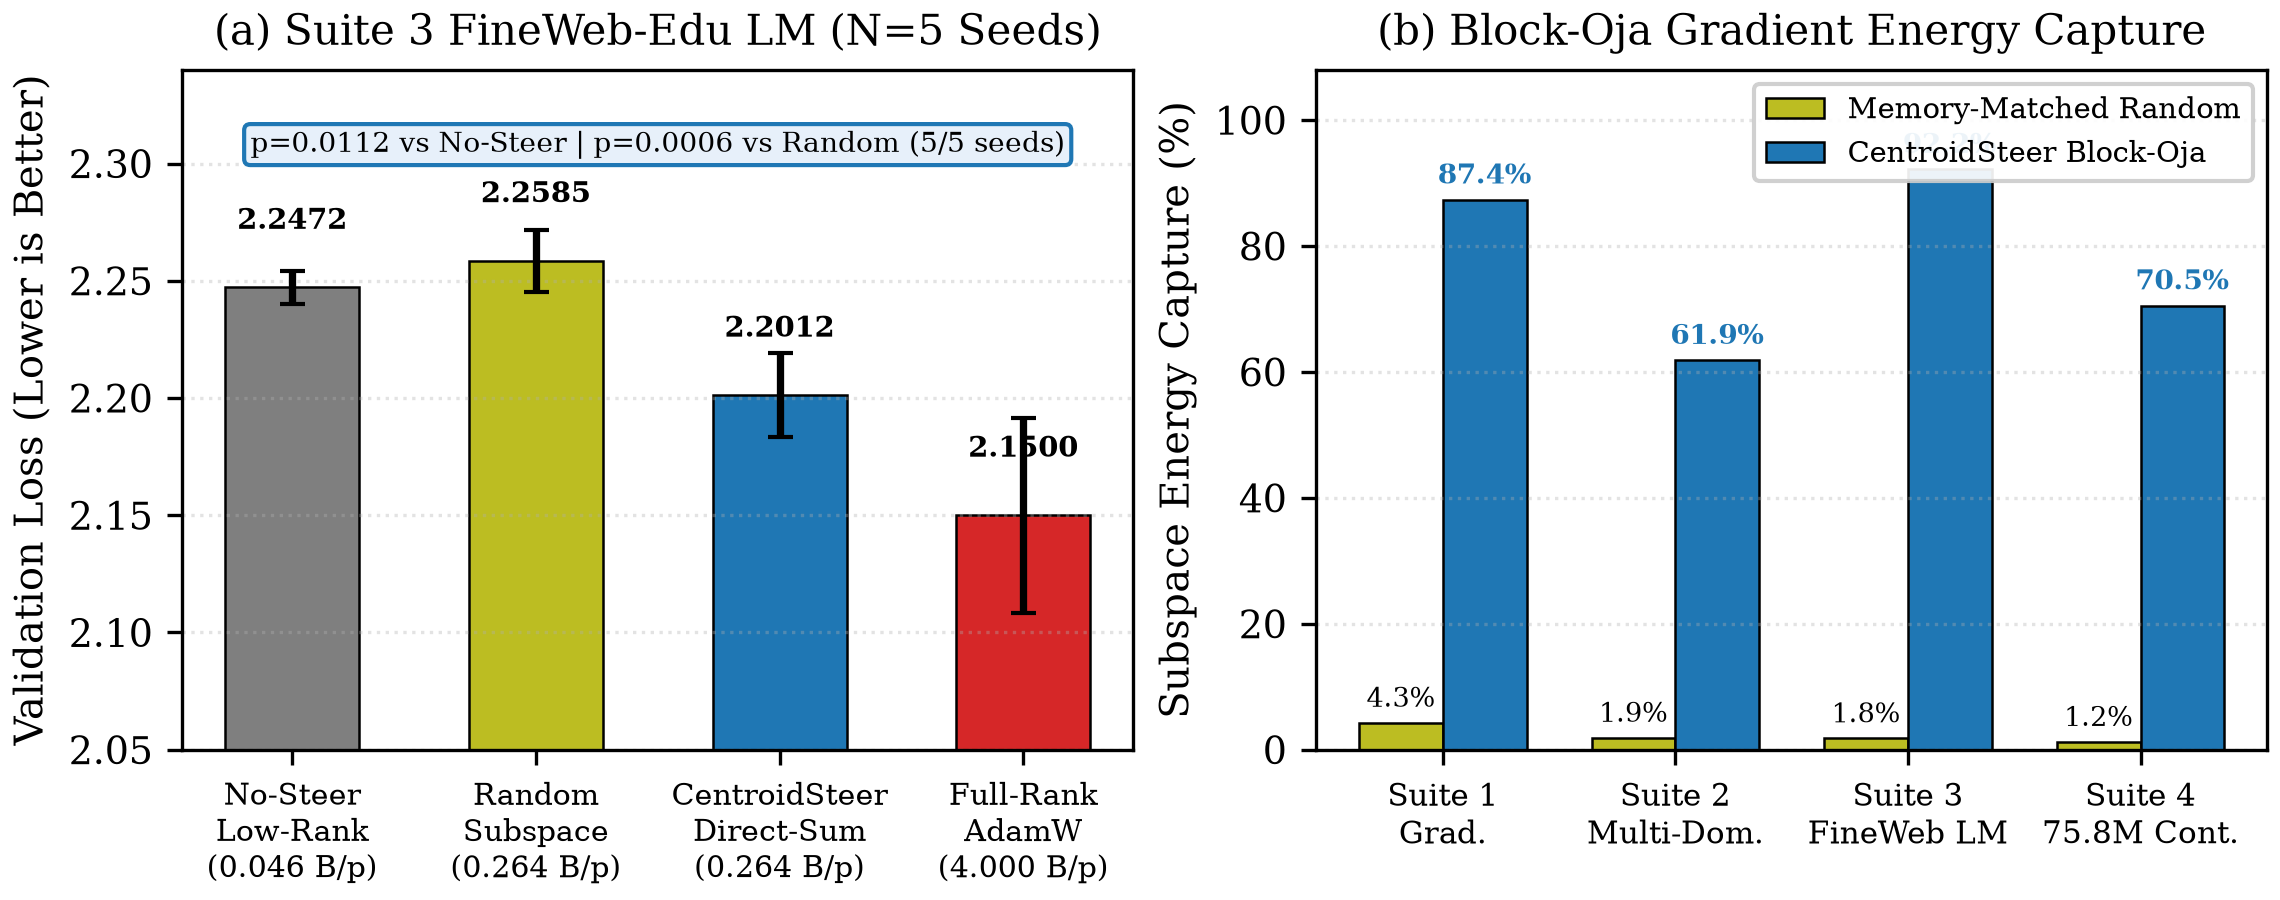 (a) Suite 3 FineWeb-Edu LM (N=5 Seeds)
Validation Loss (Lower is Better)
2.30
2.25
2.20
2.15
2.10
2.05
p=0.0112 vs No-Steer | p=0.0006 vs Random (5/5 seeds)
2.2472
2.2585
2.2012
2.1500
No-Steer
Low-Rank
(0.046 B/p)
Random
Subspace
(0.264 B/p)
CentroidSteer
Direct-Sum
(0.264 B/p)
Full-Rank
AdamW
(4.000 B/p)
(b) Block-Oja Gradient Energy Capture
Subspace Energy Capture (%)
100
80
60
40
20
0
Memory-Matched Random
CentroidSteer Block-Oja
4.3%
87.4%
1.9%
61.9%
1.8%
1.2%
70.5%
Suite 1
Grad.
Suite 2
Multi-Dom.
Suite 3
FineWeb LM
Suite 4
75.8M Cont.